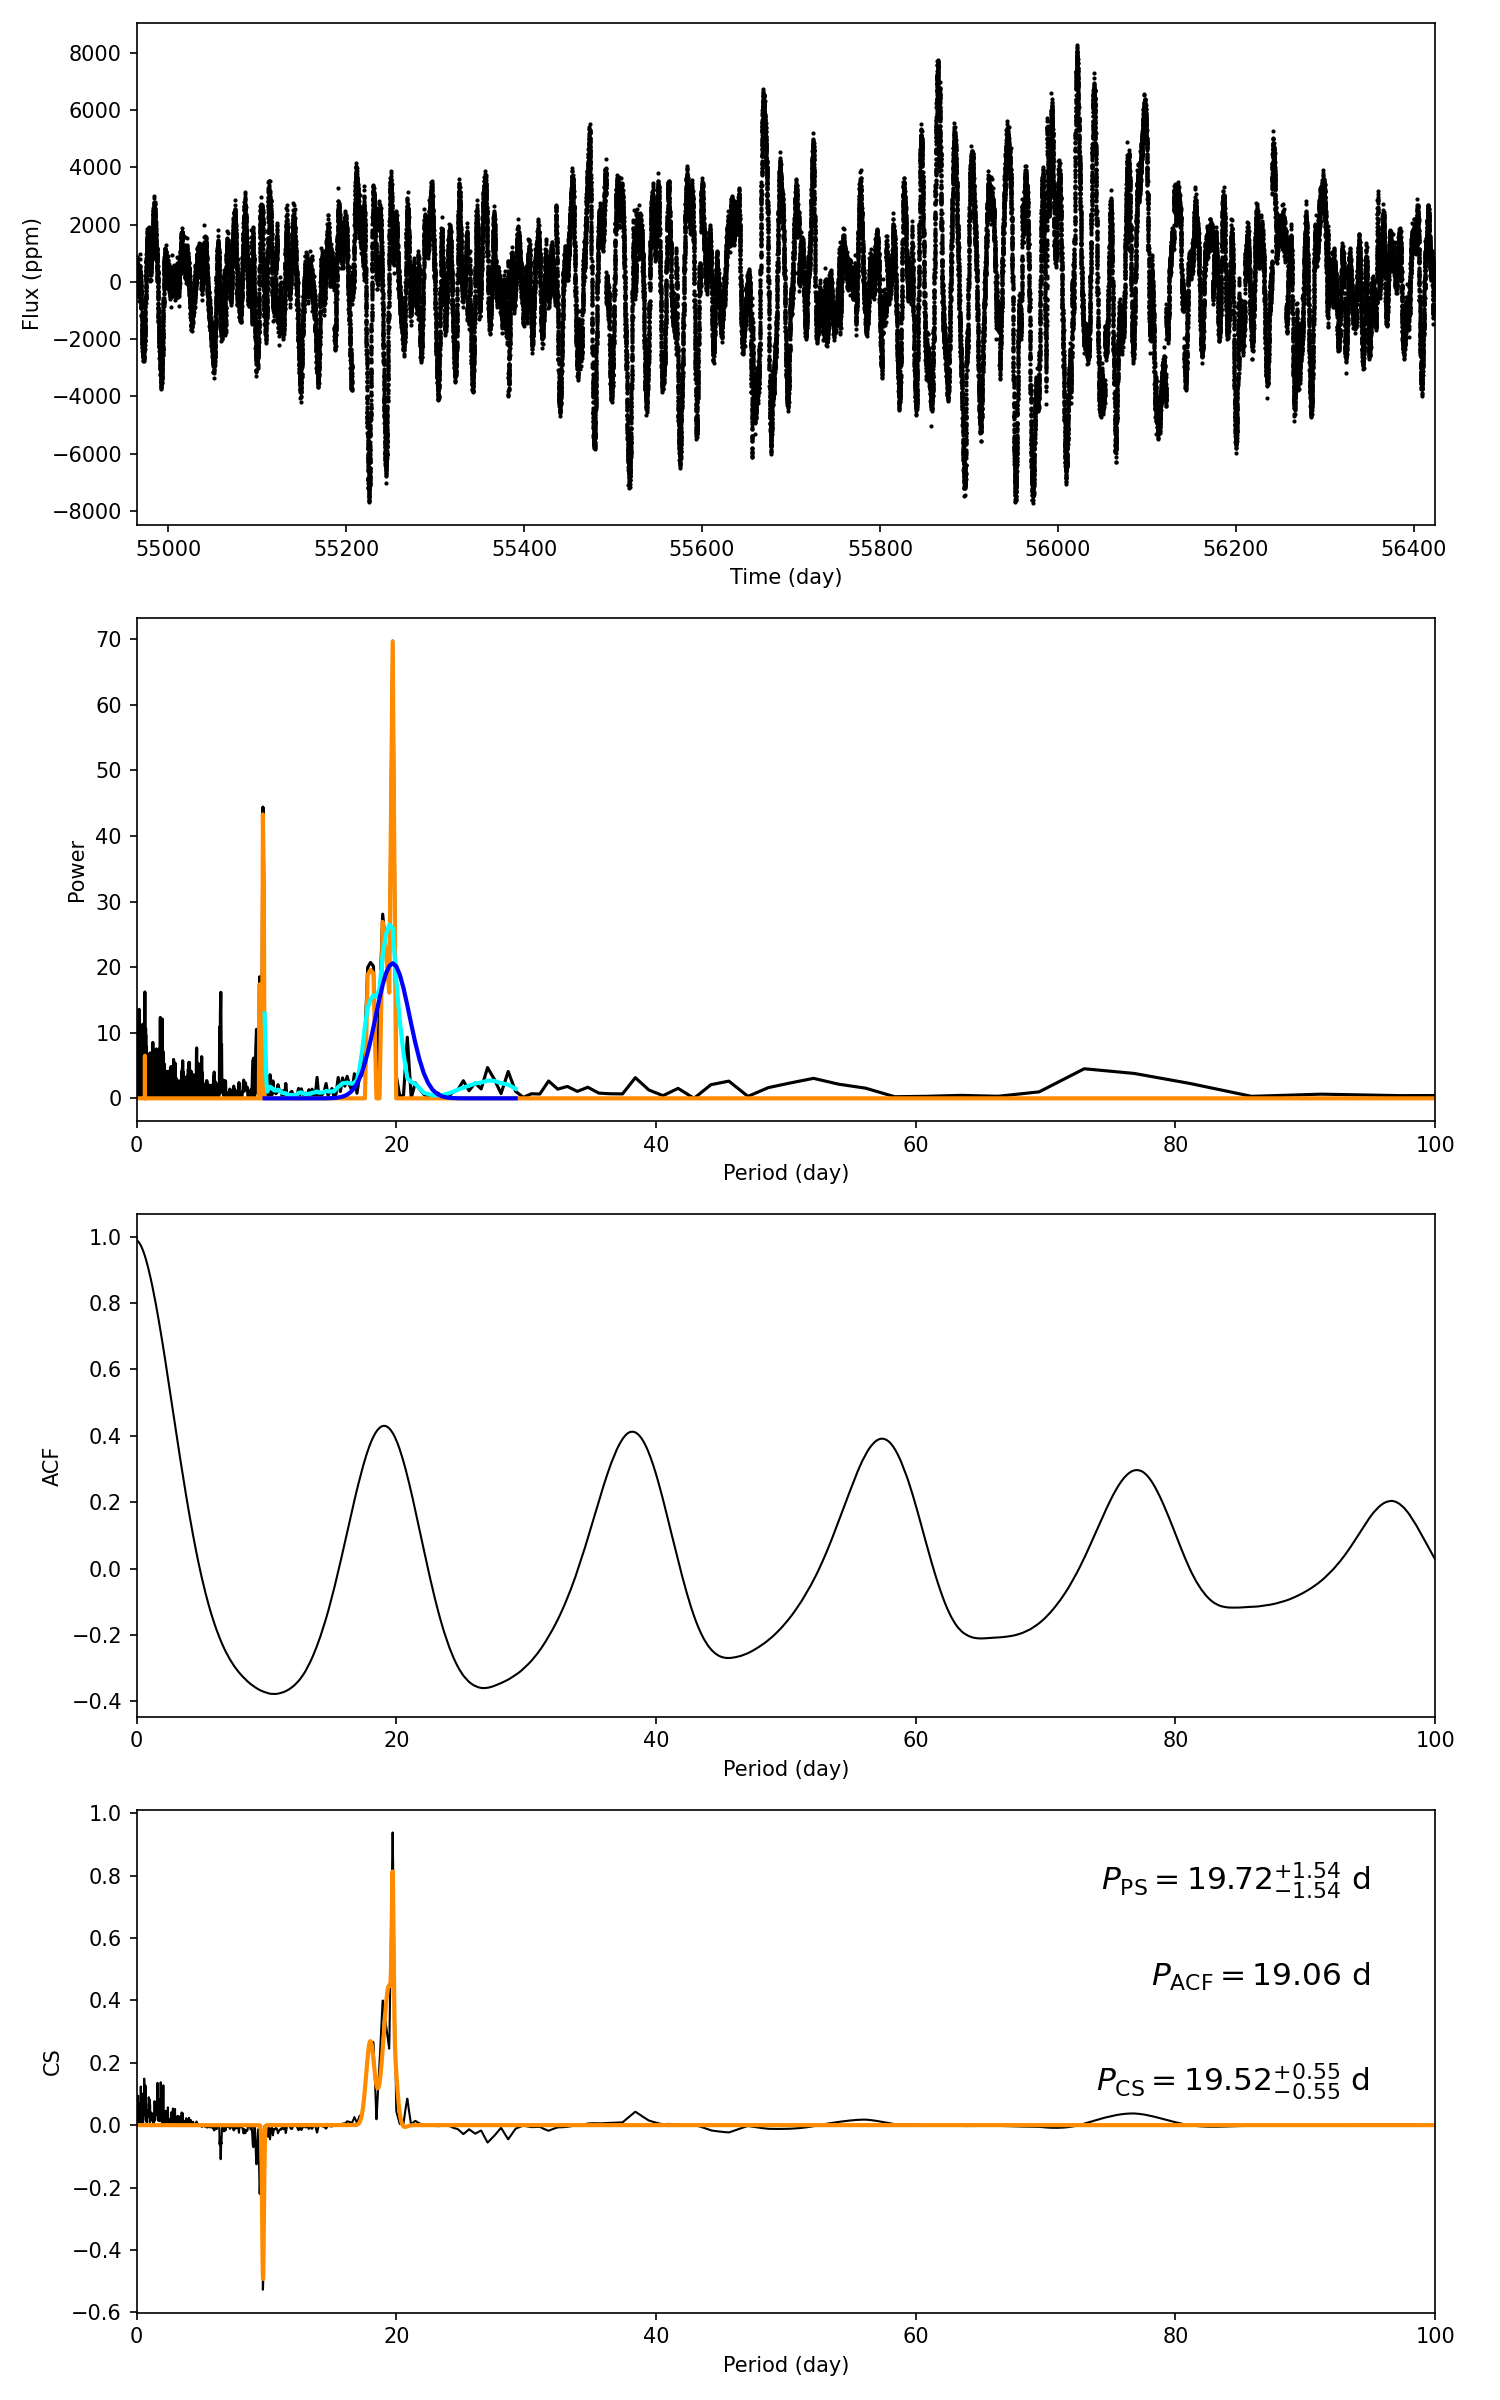 8000
6000
4000
2000
0
−2000
−4000
−6000
−8000
Flux (ppm)
55000 55200 55400 55600 55800 56000 56200 56400
Time (day)
70
60
50
40
30
20
10
0
Power
0 20 40 60 80 100
Period (day)
1.0
0.8
0.6
0.4
0.2
0.0
−0.2
−0.4
ACF
0 20 40 60 80 100
Period (day)
1.0
0.8
0.6
0.4
0.2
0.0
−0.2
−0.4
−0.6
CS
P_PS = 19.72^{+1.54}_{−1.54} d
P_ACF = 19.06 d
P_CS = 19.52^{+0.55}_{−0.55} d
0 20 40 60 80 100
Period (day)